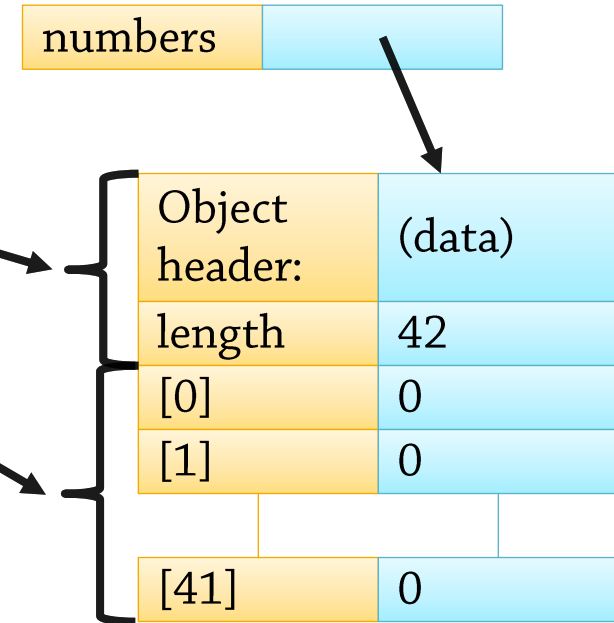 numbers
Object
header:
(data)
length 42
[0] 0
[1] 0
[41] 0